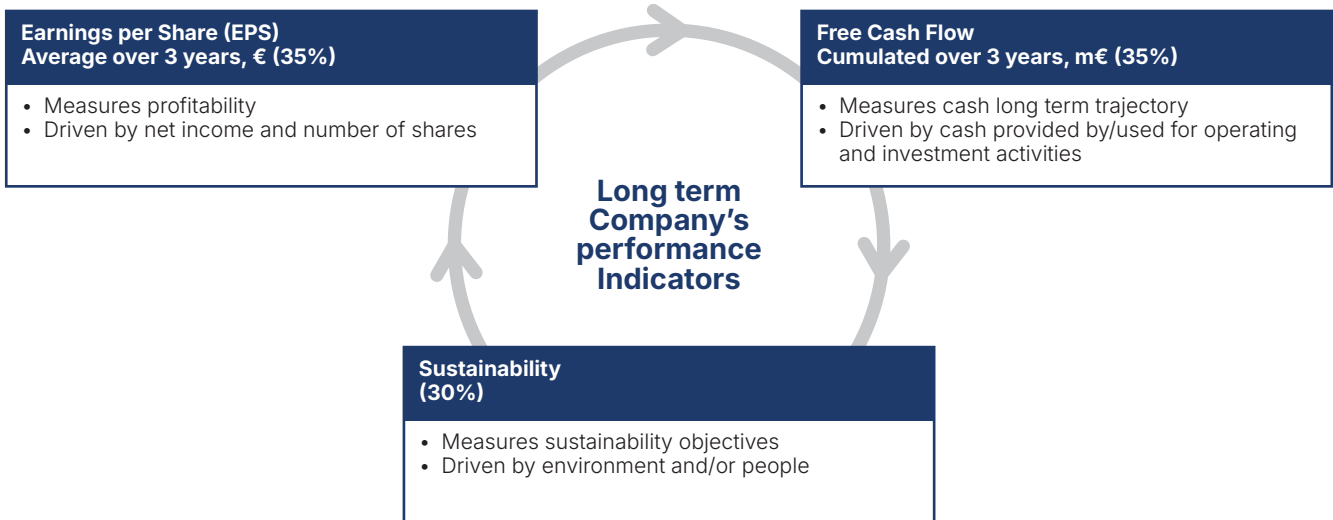 Earnings per Share (EPS)
Average over 3 years, € (35%)
• Measures profitability
• Driven by net income and number of shares
Free Cash Flow
Cumulated over 3 years, m€ (35%)
• Measures cash long term trajectory
• Driven by cash provided by/used for operating
and investment activities
Long term
Company’s
performance
Indicators
Sustainability
(30%)
• Measures sustainability objectives
• Driven by environment and/or people